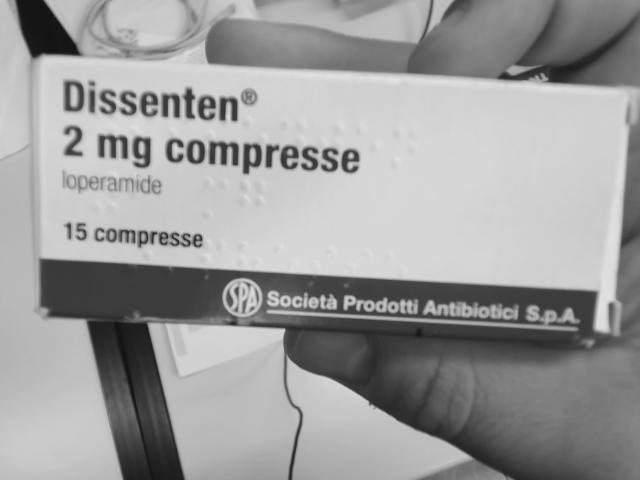 Dissenten®
2 mg compresse
loperamide
15 compresse
SPA Società Prodotti Antibiotici S.p.A.